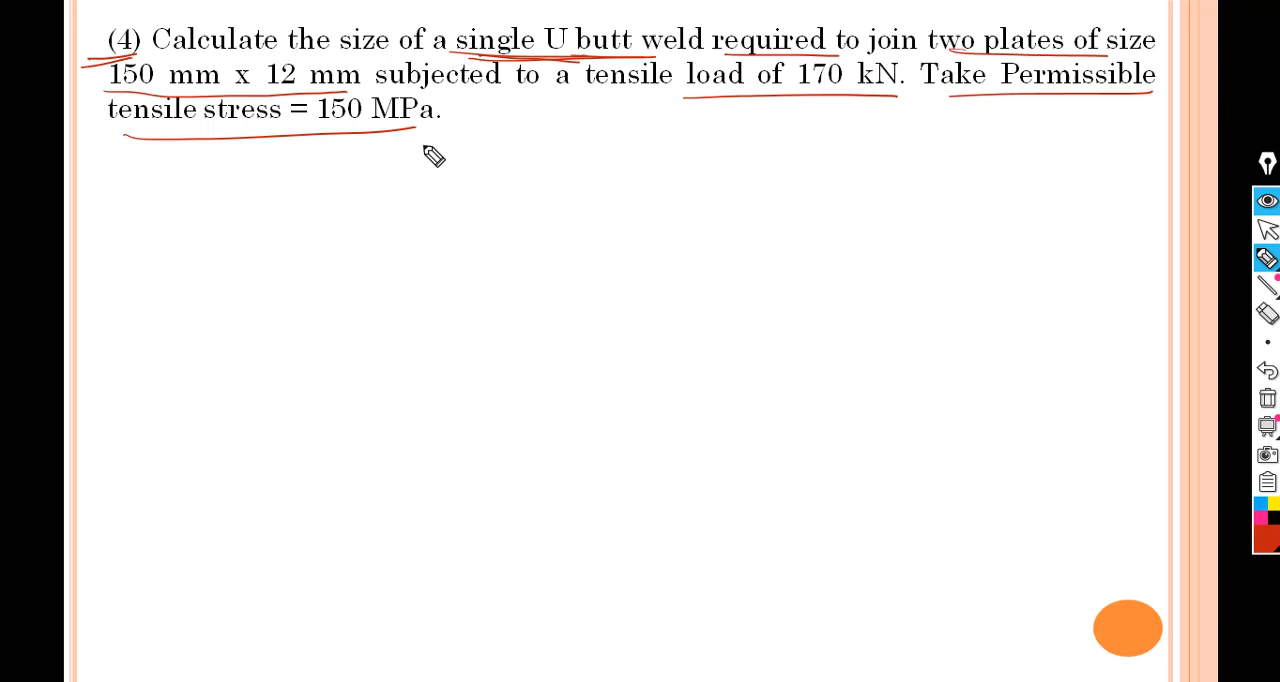 (4) Calculate the size of a single U butt weld required to join two plates of size
150 mm x 12 mm subjected to a tensile load of 170 kN. Take Permissible
tensile stress = 150 MPa.